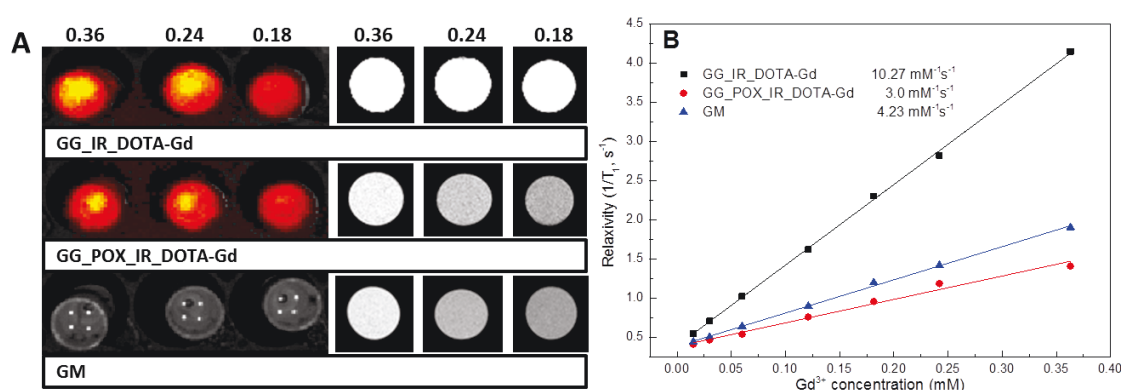 A
0.36 0.24 0.18 0.36 0.24 0.18
GG_IR_DOTA-Gd
GG_POX_IR_DOTA-Gd
GM
B
GG_IR_DOTA-Gd 10.27 mM⁻¹s⁻¹
GG_POX_IR_DOTA-Gd 3.0 mM⁻¹s⁻¹
GM 4.23 mM⁻¹s⁻¹
Relaxivity (1/T₁, s⁻¹)
4.5
4.0
3.5
3.0
2.5
2.0
1.5
1.0
0.5
0.00 0.05 0.10 0.15 0.20 0.25 0.30 0.35 0.40
Gd³⁺ concentration (mM)